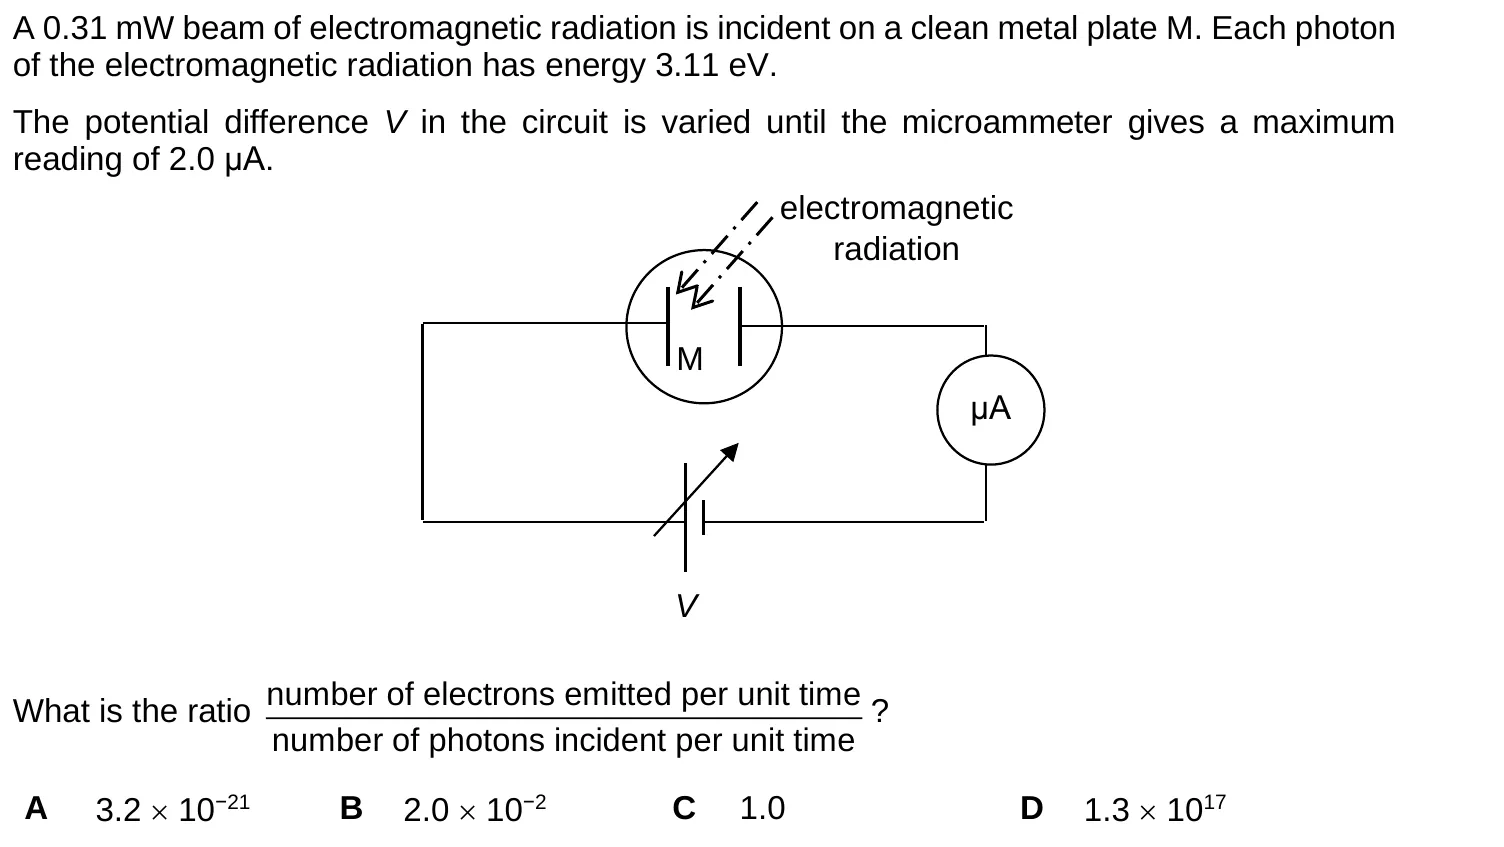 A 0.31 mW beam of electromagnetic radiation is incident on a clean metal plate M. Each photon
of the electromagnetic radiation has energy 3.11 eV.
The potential difference V in the circuit is varied until the microammeter gives a maximum
reading of 2.0 μA.
electromagnetic
radiation
M
μA
V
What is the ratio number of electrons emitted per unit time / number of photons incident per unit time ?
A 3.2 × 10⁻²¹ B 2.0 × 10⁻² C 1.0 D 1.3 × 10¹⁷